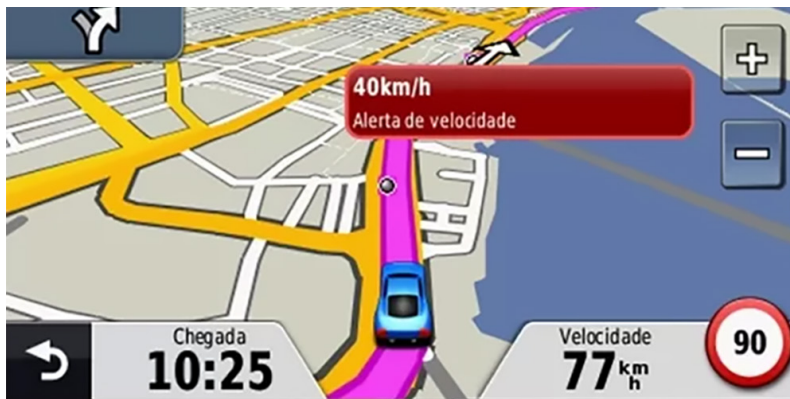 40km/h
Alerta de velocidade
Chegada
10:25
Velocidade
77 km/h
90